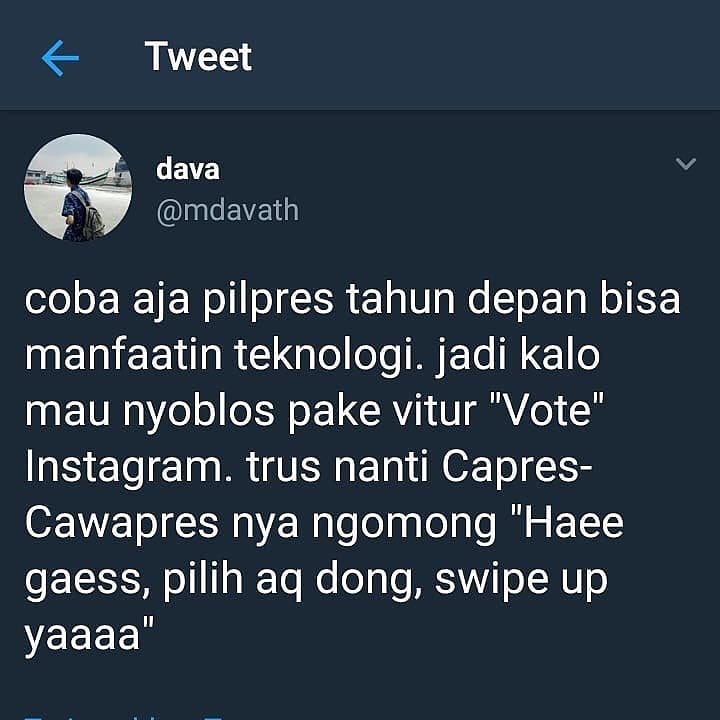 Tweet
dava
@mdavath
coba aja pilpres tahun depan bisa
manfaatin teknologi. jadi kalo
mau nyoblos pake vitur "Vote"
Instagram. trus nanti Capres-
Cawapres nya ngomong "Haee
gaess, pilih aq dong, swipe up
yaaaa"